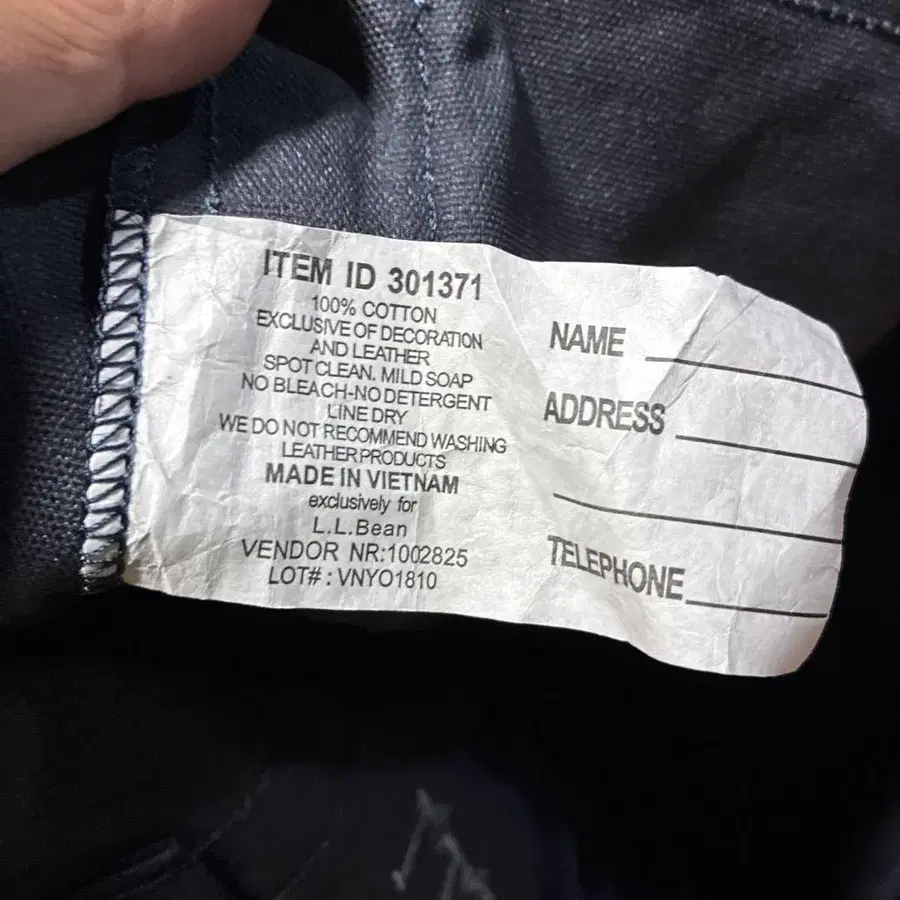 ITEM ID 301371
100% COTTON
EXCLUSIVE OF DECORATION
AND LEATHER
SPOT CLEAN. MILD SOAP
NO BLEACH-NO DETERGENT
LINE DRY
WE DO NOT RECOMMEND WASHING
LEATHER PRODUCTS
MADE IN VIETNAM
exclusively for
L.L.Bean
VENDOR NR:1002825
LOT# : VNYO1810
NAME
ADDRESS
TELEPHONE